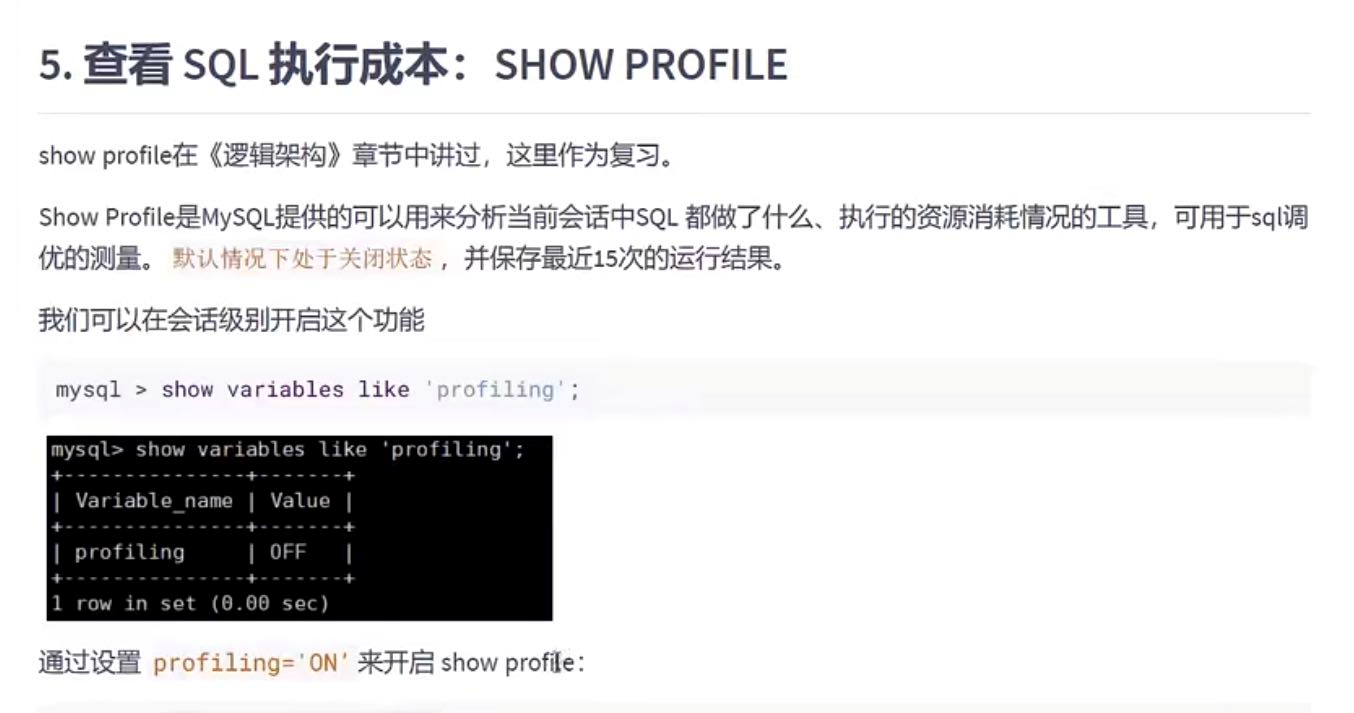 5. 查看 SQL 执行成本：SHOW PROFILE
show profile在《逻辑架构》章节中讲过，这里作为复习。
Show Profile是MySQL提供的可以用来分析当前会话中SQL 都做了什么、执行的资源消耗情况的工具，可用于sql调
优的测量。 默认情况下处于关闭状态 ，并保存最近15次的运行结果。
我们可以在会话级别开启这个功能
mysql > show variables like 'profiling';
mysql> show variables like 'profiling';
+---------------+-------+
| Variable_name | Value |
+---------------+-------+
| profiling     | OFF   |
+---------------+-------+
1 row in set (0.00 sec)
通过设置 profiling='ON' 来开启 show profile：